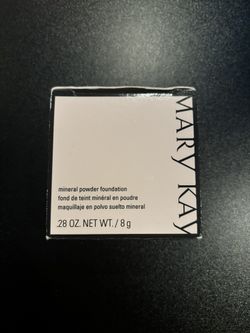 MARY KAY
mineral powder foundation
fond de teint minéral en poudre
maquillaje en polvo suelto mineral
.28 OZ. NET WT. / 8 g